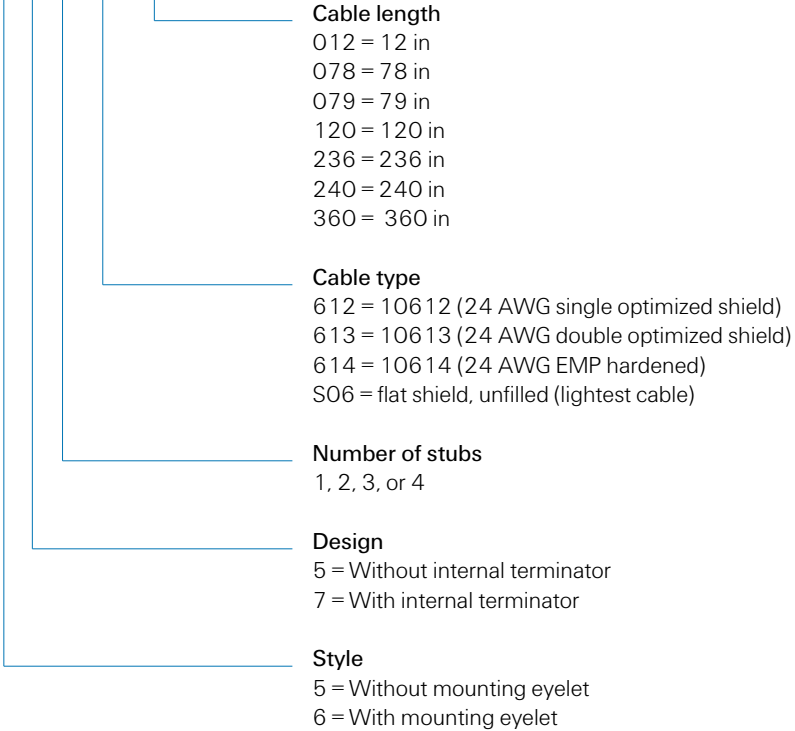 Cable length
012 = 12 in
078 = 78 in
079 = 79 in
120 = 120 in
236 = 236 in
240 = 240 in
360 = 360 in
Cable type
612 = 10612 (24 AWG single optimized shield)
613 = 10613 (24 AWG double optimized shield)
614 = 10614 (24 AWG EMP hardened)
S06 = flat shield, unfilled (lightest cable)
Number of stubs
1, 2, 3, or 4
Design
5 = Without internal terminator
7 = With internal terminator
Style
5 = Without mounting eyelet
6 = With mounting eyelet